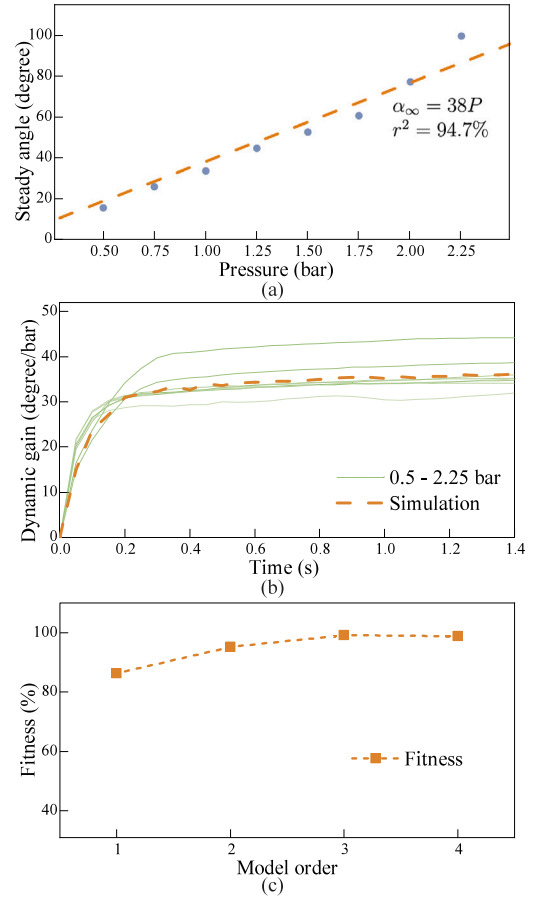 Steady angle (degree)
100
80
60
40
20
0
α∞ = 38P
r² = 94.7%
0.50 0.75 1.00 1.25 1.50 1.75 2.00 2.25
Pressure (bar)
(a)
Dynamic gain (degree/bar)
50
40
30
20
10
0
0.5 - 2.25 bar
Simulation
0.0 0.2 0.4 0.6 0.8 1.0 1.2 1.4
Time (s)
(b)
Fitness (%)
100
80
60
40
Fitness
1 2 3 4
Model order
(c)